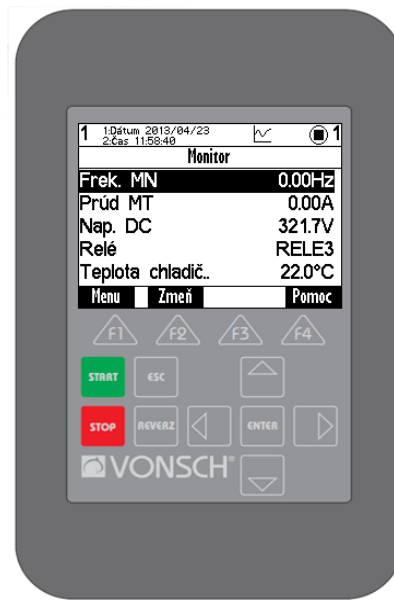 1 1:Dátum 2013/04/23 1
2:Čas 11:58:40
Monitor
Frek. MN 0.00Hz
Prúd MT 0.00A
Nap. DC 321.7V
Relé RELE3
Teplota chladič.. 22.0°C
Menu Zmeň Pomoc
F1 F2 F3 F4
START ESC
STOP REVERZ ENTER
VONSCH®